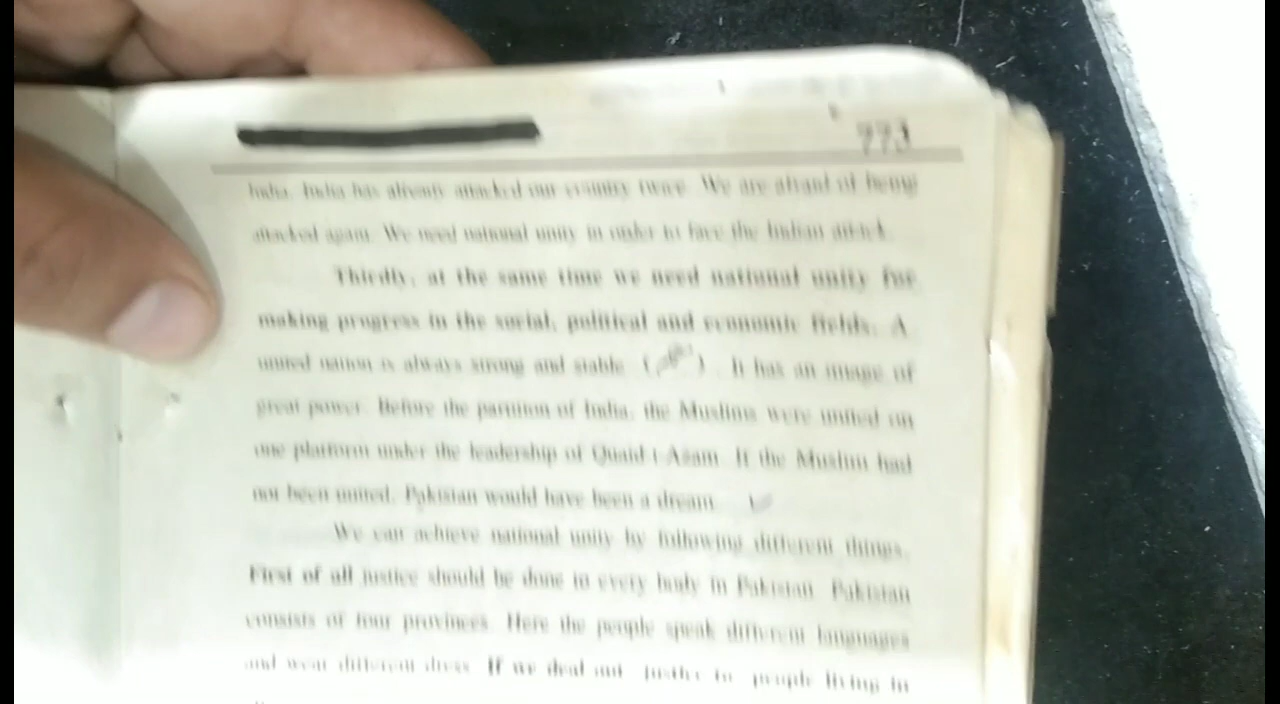 773
India. India has already attacked our country twice. We are afraid of being
attacked again. We need national unity in order to face the Indian attack.
Thirdly, at the same time we need national unity for
making progress in the social, political and economic fields. A
united nation is always strong and stable. ( ). It has an image of
great power. Before the partition of India, the Muslims were united on
one platform under the leadership of Quaid-i-Azam. If the Muslim had
not been united, Pakistan would have been a dream.
We can achieve national unity by following different things.
First of all justice should be done to every body in Pakistan. Pakistan
consists of four provinces. Here the people speak different languages
and wear different dress. If we deal out justice to people living in